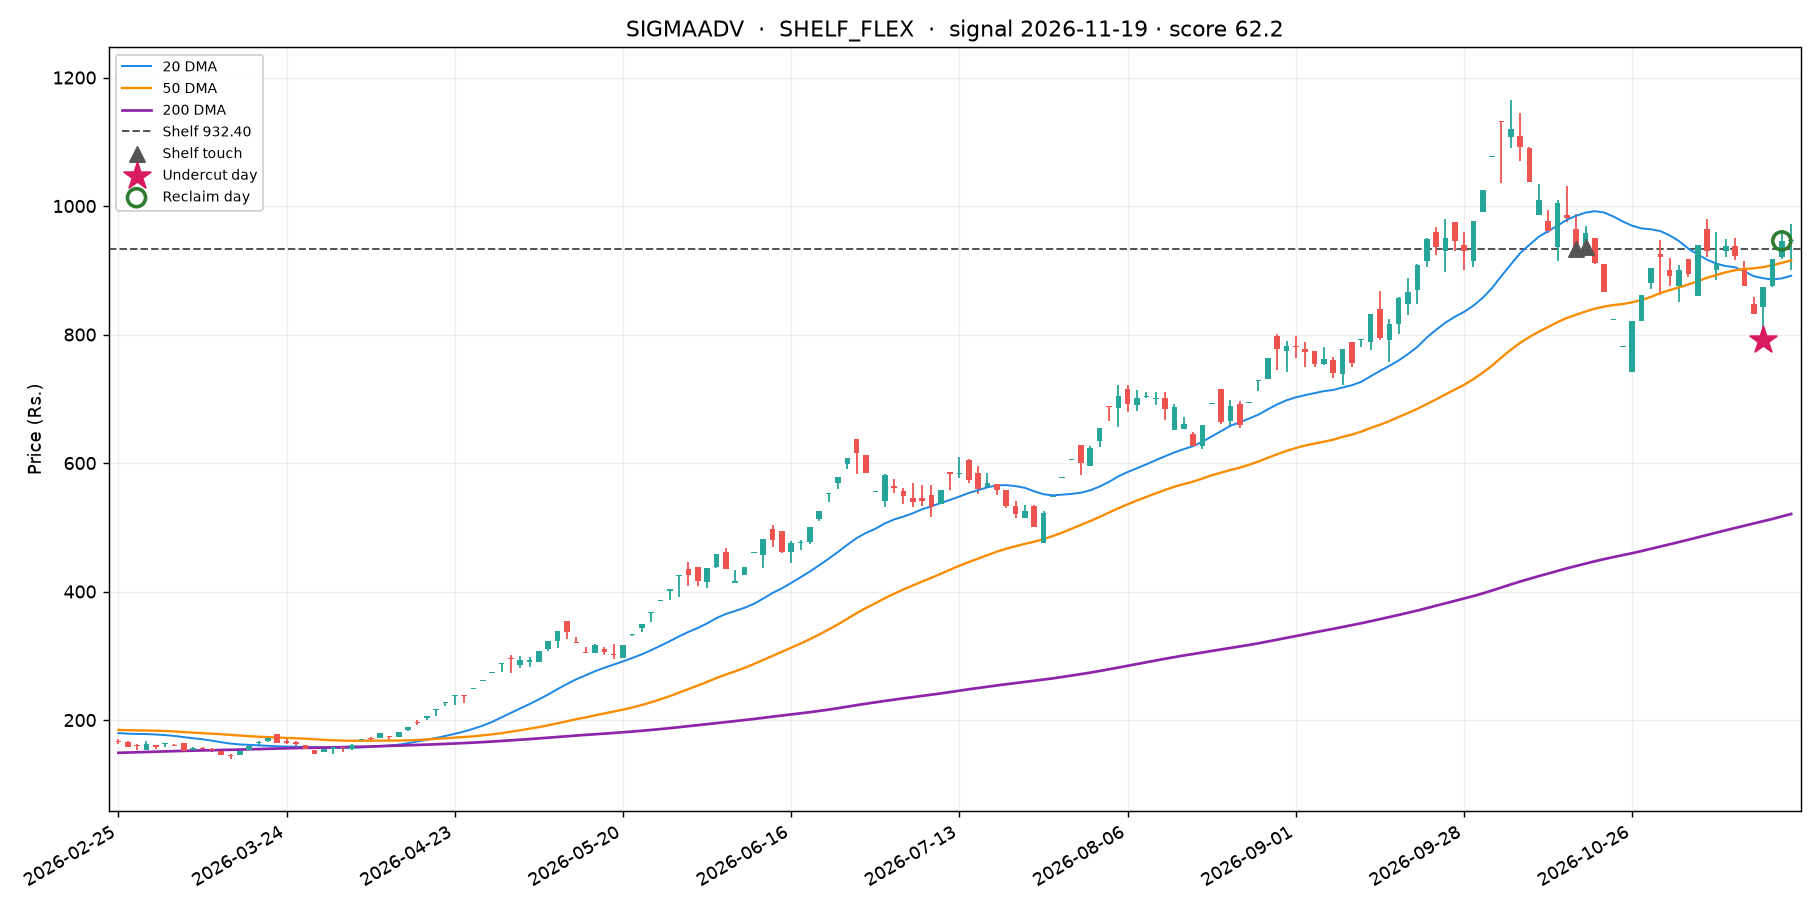 SIGMAADV · SHELF_FLEX · signal 2026-11-19 · score 62.2
20 DMA
50 DMA
200 DMA
Shelf 932.40
Shelf touch
Undercut day
Reclaim day
Price (Rs.)
1200
1000
800
600
400
200
2026-02-25
2026-03-24
2026-04-23
2026-05-20
2026-06-16
2026-07-13
2026-08-06
2026-09-01
2026-09-28
2026-10-26